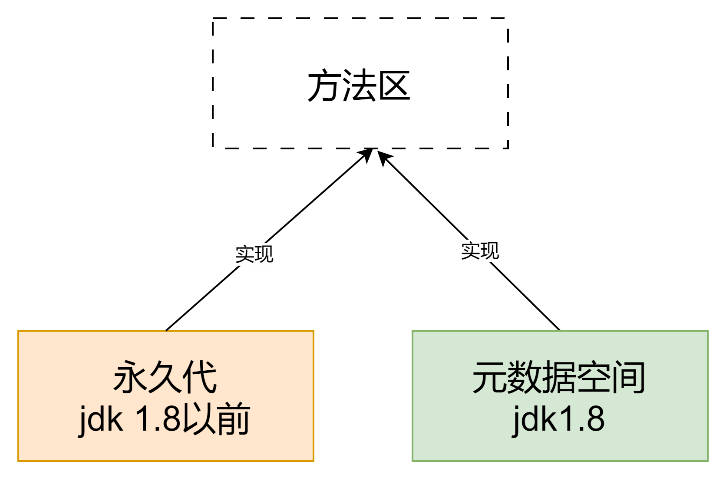 方法区
实现
实现
永久代
jdk 1.8以前
元数据空间
jdk1.8